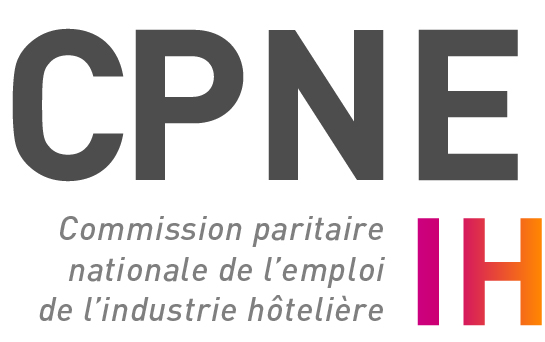 CPNE
Commission paritaire
nationale de l'emploi
de l'industrie hôtelière
IH